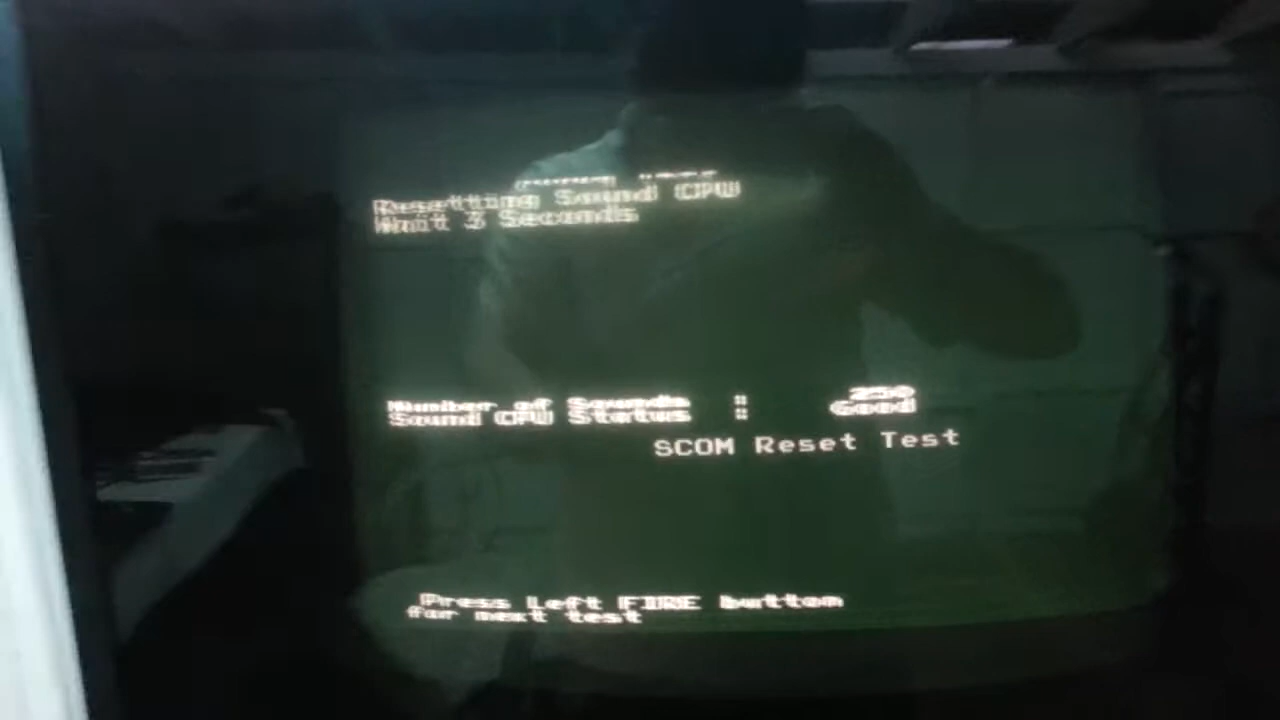 Resetting Sound CPU
Wait 3 Seconds
Number of Sounds : 250
Sound CPU Status : Good
SCOM Reset Test
Press Left FIRE button
for next test